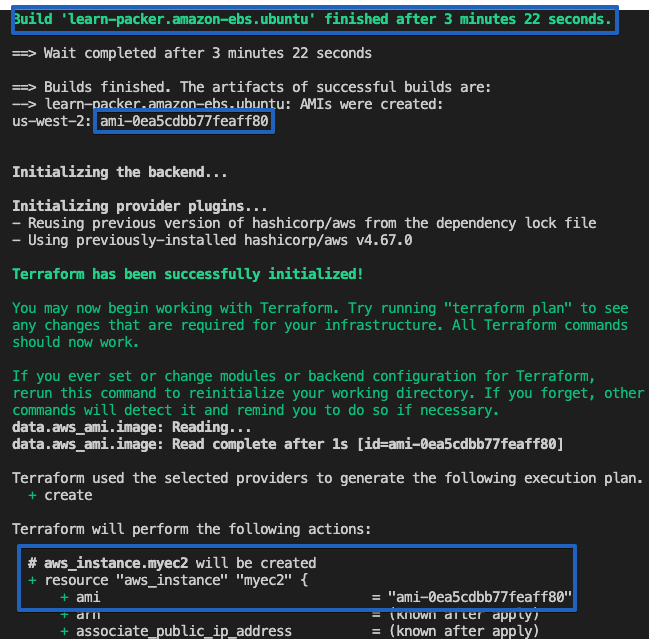 Build 'learn-packer.amazon-ebs.ubuntu' finished after 3 minutes 22 seconds.
==> Wait completed after 3 minutes 22 seconds
==> Builds finished. The artifacts of successful builds are:
--> learn-packer.amazon-ebs.ubuntu: AMIs were created:
us-west-2: ami-0ea5cdbb77feaff80
Initializing the backend...
Initializing provider plugins...
- Reusing previous version of hashicorp/aws from the dependency lock file
- Using previously-installed hashicorp/aws v4.67.0
Terraform has been successfully initialized!
You may now begin working with Terraform. Try running "terraform plan" to see
any changes that are required for your infrastructure. All Terraform commands
should now work.
If you ever set or change modules or backend configuration for Terraform,
rerun this command to reinitialize your working directory. If you forget, other
commands will detect it and remind you to do so if necessary.
data.aws_ami.image: Reading...
data.aws_ami.image: Read complete after 1s [id=ami-0ea5cdbb77feaff80]
Terraform used the selected providers to generate the following execution plan.
+ create
Terraform will perform the following actions:
# aws_instance.myec2 will be created
+ resource "aws_instance" "myec2" {
+ ami = "ami-0ea5cdbb77feaff80"
+ arn = (known after apply)
+ associate_public_ip_address = (known after apply)